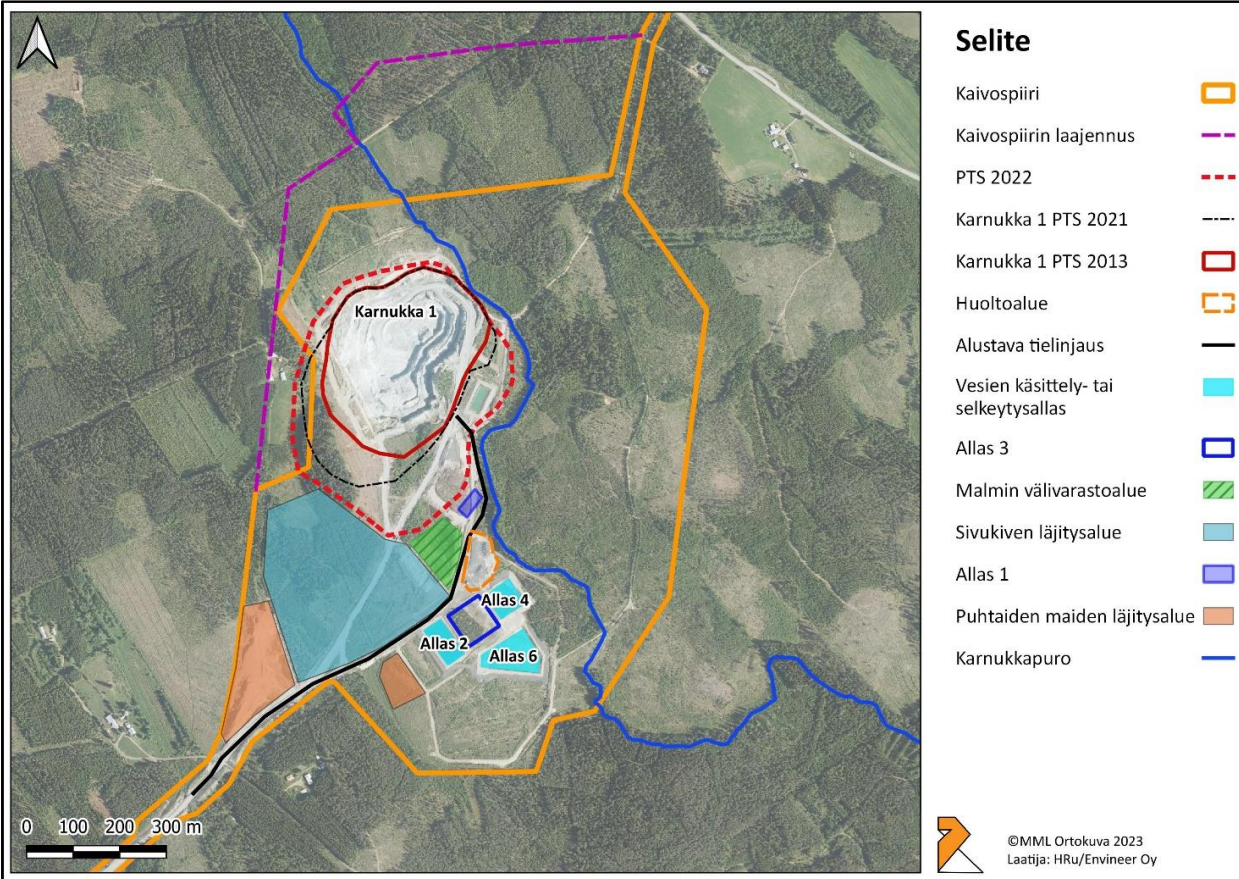 Karnukka 1
Allas 4
Allas 2
Allas 6
0 100 200 300 m
Selite
Kaivospiiri
Kaivospiirin laajennus
PTS 2022
Karnukka 1 PTS 2021
Karnukka 1 PTS 2013
Huoltoalue
Alustava tielinjaus
Vesien käsittely- tai
selkeytysallas
Allas 3
Malmin välivarastoalue
Sivukiven läjitysalue
Allas 1
Puhtaiden maiden läjitysalue
Karnukkapuro
©MML Ortokuva 2023
Laatija: HRu/Envineer Oy